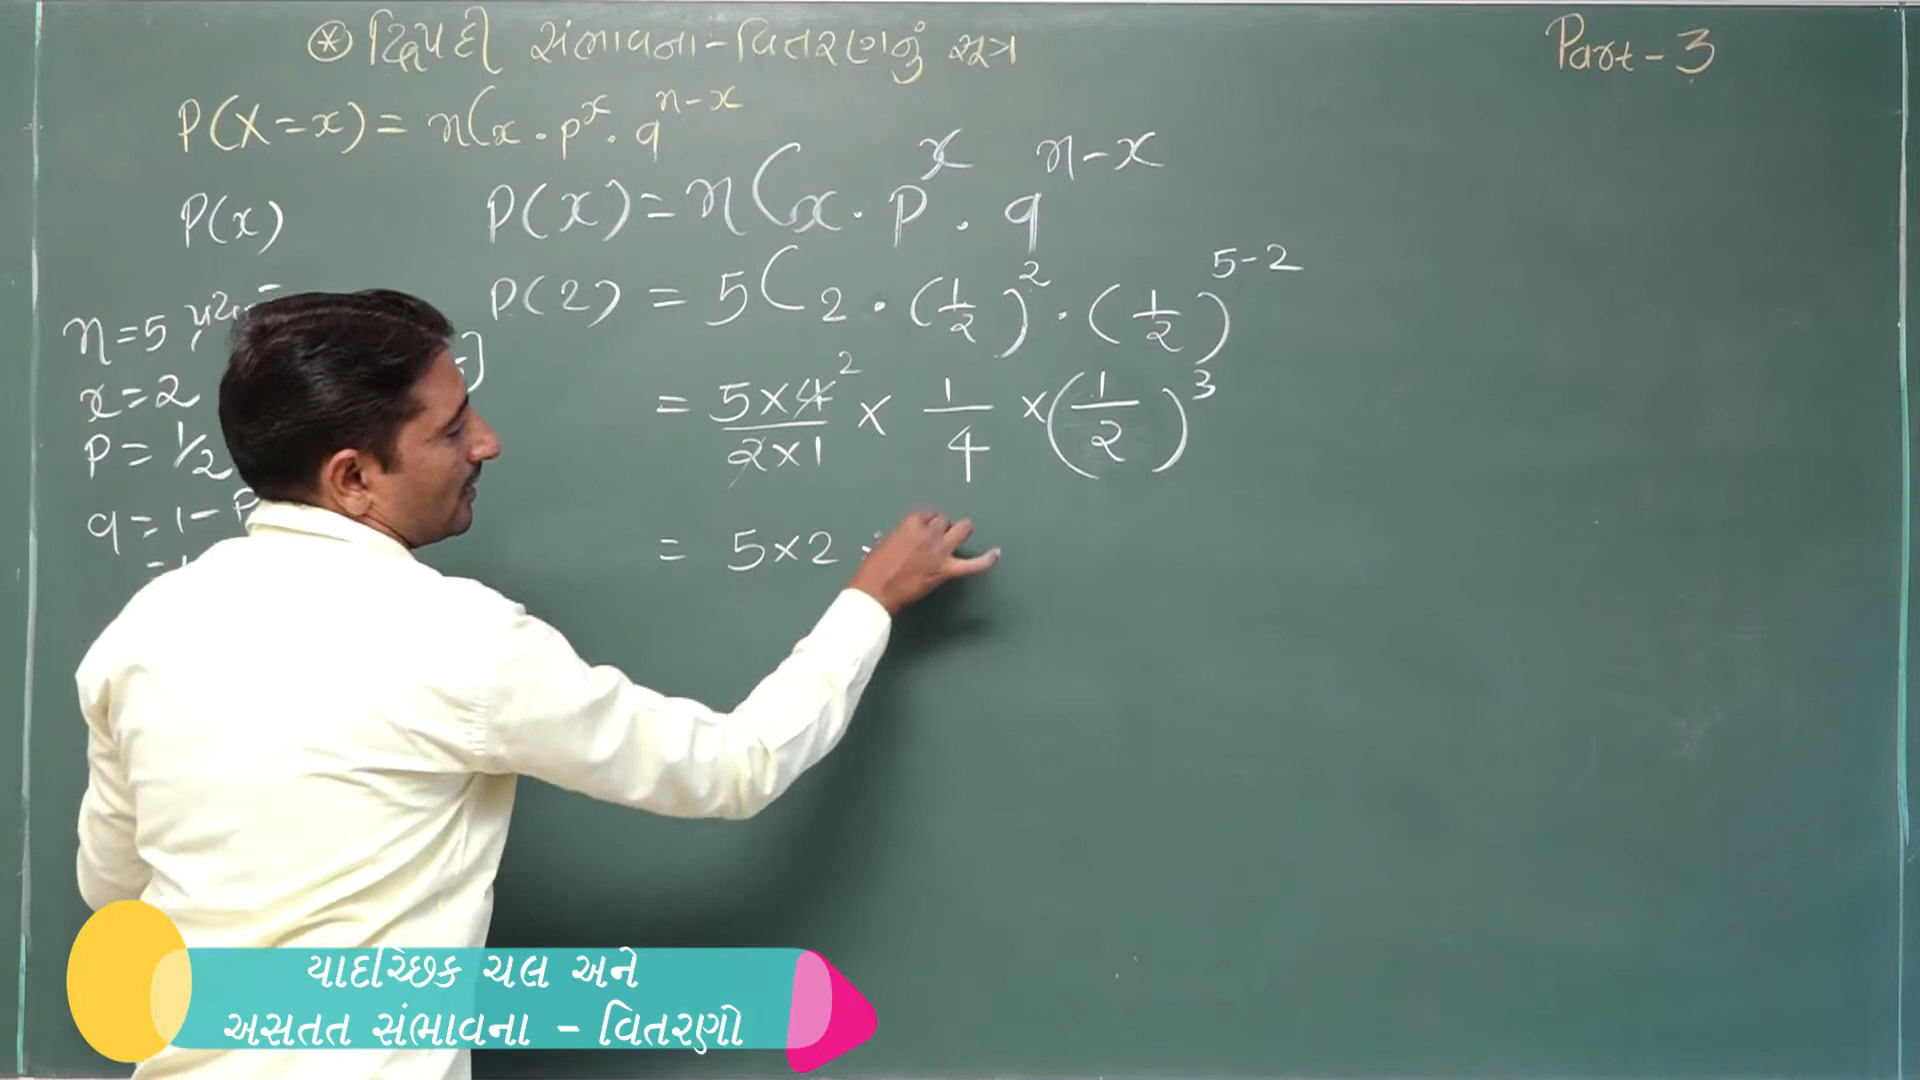 ⊛ દ્વિપદી સંભાવના-વિતરણનું સૂત્ર
Part - 3
P(X=x) = nCx · p^x · q^(n-x)
P(x)
P(x) = nCx · p^x · q^(n-x)
P(2) = 5C2 · (1/2)^2 · (1/2)^(5-2)
n=5,
x=2
p= 1/2
q=1-p
= (5×4)/(2×1) 2 × 1/4 × (1/2)^3
= 5×2
યાદચ્છિક ચલ અને
અસતત સંભાવના - વિતરણો